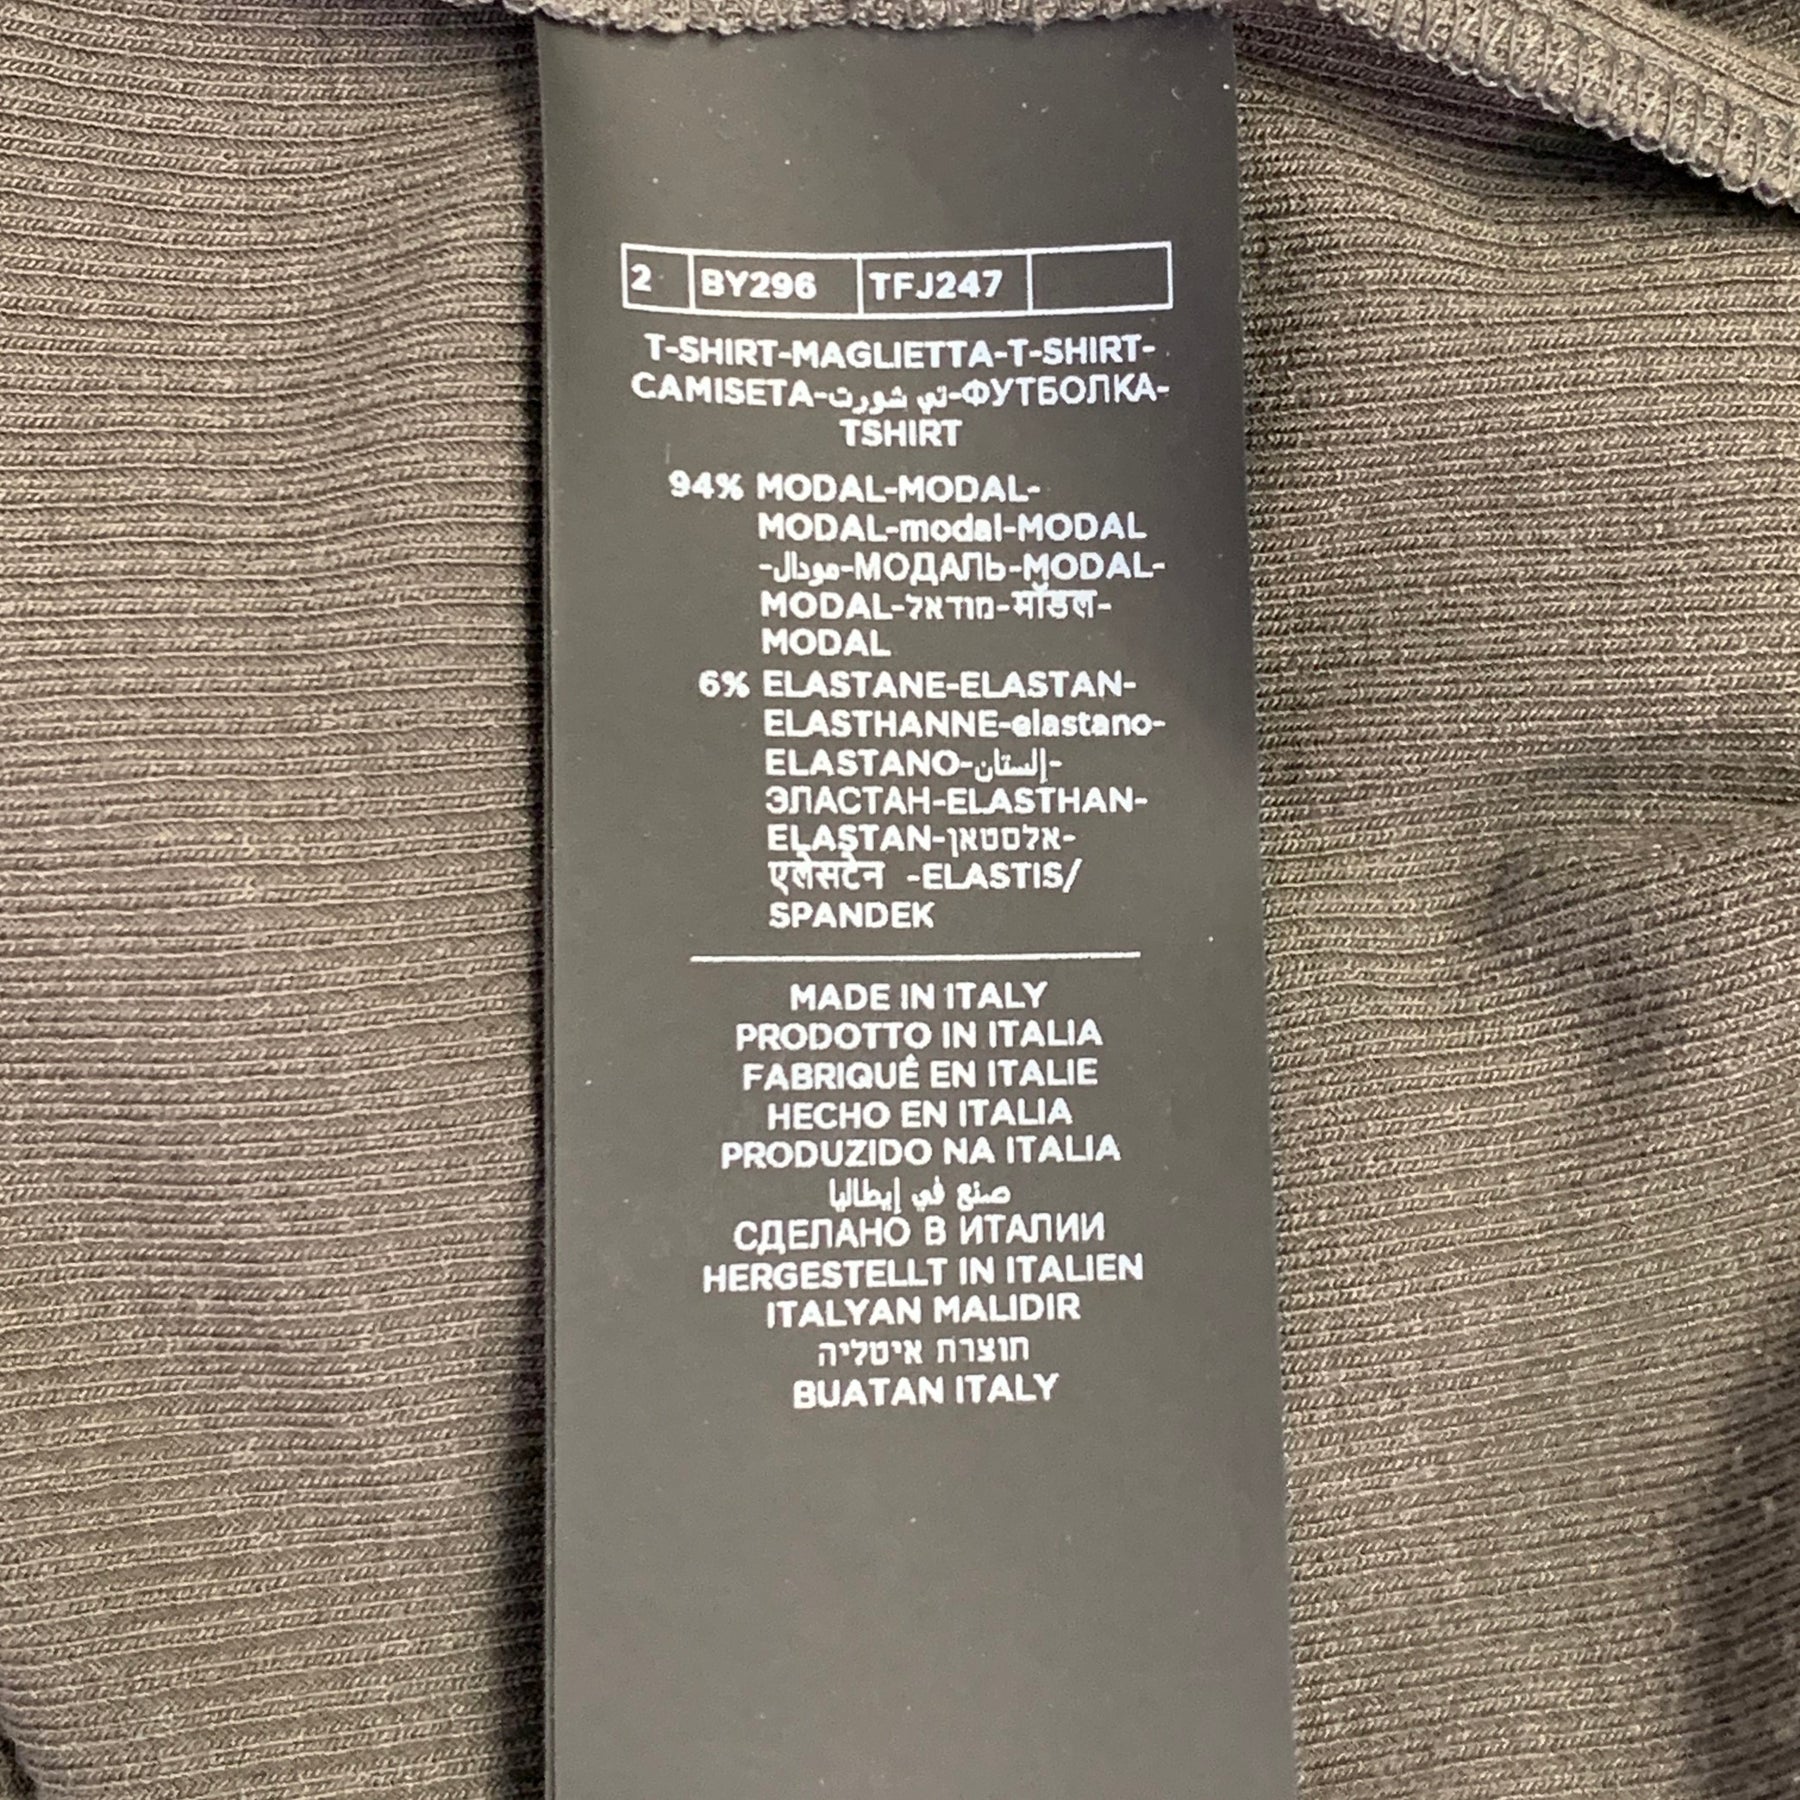 2 BY296 TFJ247
T-SHIRT-MAGLIETTA-T-SHIRT-
CAMISETA-تي شورت-ФУТБОЛКА-
TSHIRT
94% MODAL-MODAL-
MODAL-modal-MODAL
-مودال-МОДАЛЬ-MODAL-
MODAL-מודאל-मॉडल-
MODAL
6% ELASTANE-ELASTAN-
ELASTHANNE-elastano-
ELASTANO-إلستان-
ЭЛАСТАН-ELASTHAN-
ELASTAN-אלסטאן-
एलेस्टेन -ELASTIS/
SPANDEK
MADE IN ITALY
PRODOTTO IN ITALIA
FABRIQUÉ EN ITALIE
HECHO EN ITALIA
PRODUZIDO NA ITALIA
صنع في إيطاليا
СДЕЛАНО В ИТАЛИИ
HERGESTELLT IN ITALIEN
ITALYAN MALIDIR
תוצרת איטליה
BUATAN ITALY